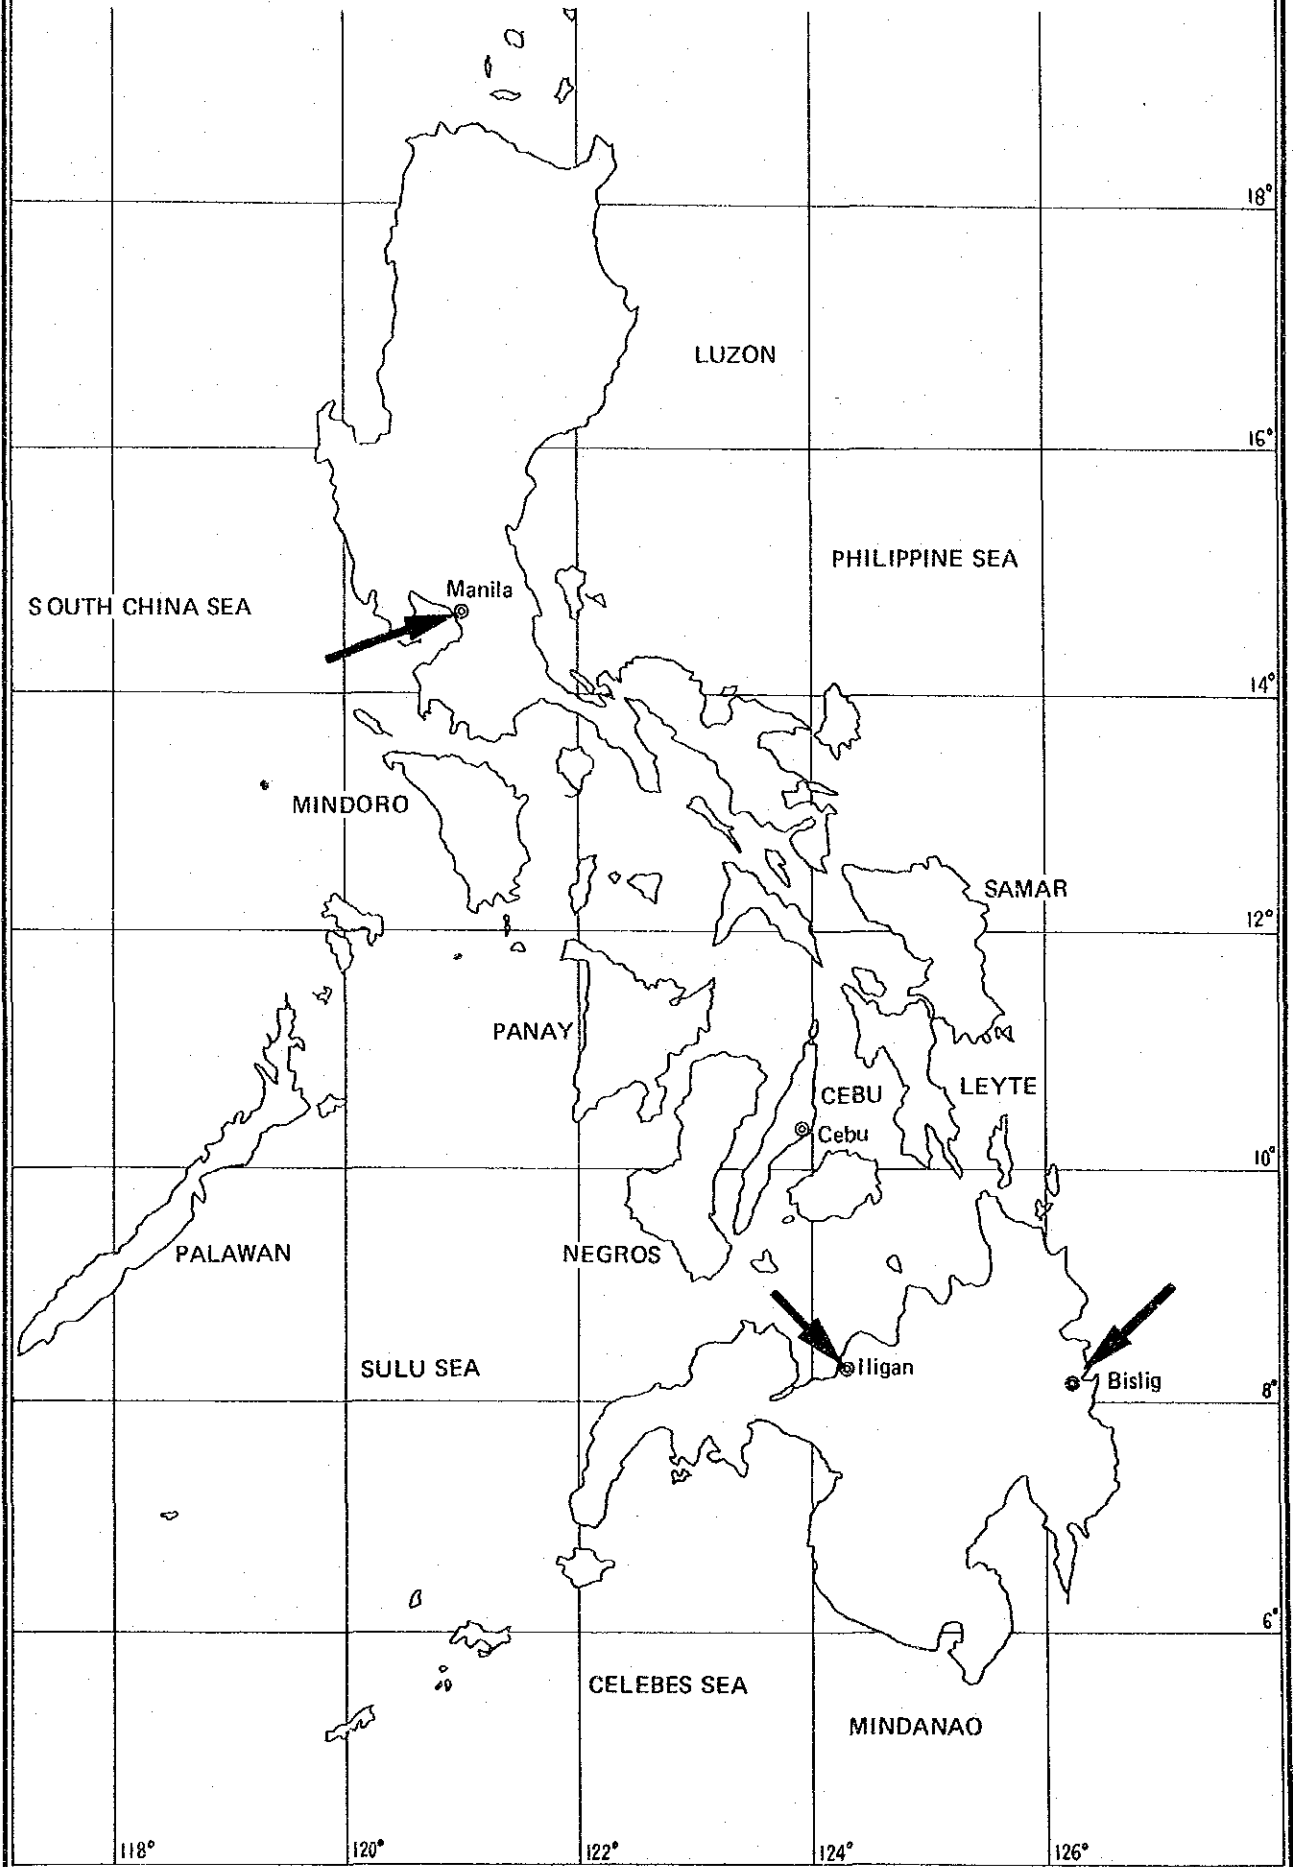 18°
LUZON
16°
PHILIPPINE SEA
Manila
SOUTH CHINA SEA
14°
MINDORO
SAMAR
12°
PANAY
CEBU
LEYTE
Cebu
10°
PALAWAN
NEGROS
SULU SEA
Iligan
Bislig
8°
6°
CELEBES SEA
MINDANAO
118°
120°
122°
124°
126°